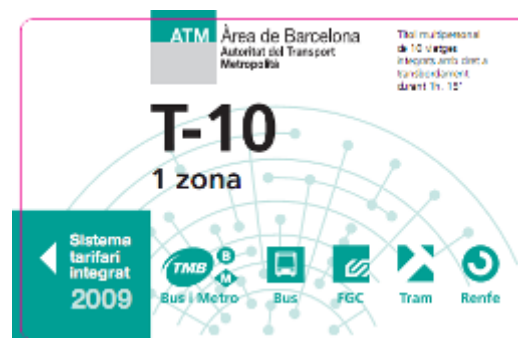 ATM Àrea de Barcelona
Autoritat del Transport
Metropolità
Títol multipersonal
de 10 viatges
integrats amb dret a
transbordament
durant 1h. 15'
T-10
1 zona
Sistema
tarifari
integrat
2009
TMB B M
Bus i Metro Bus FGC Tram Renfe